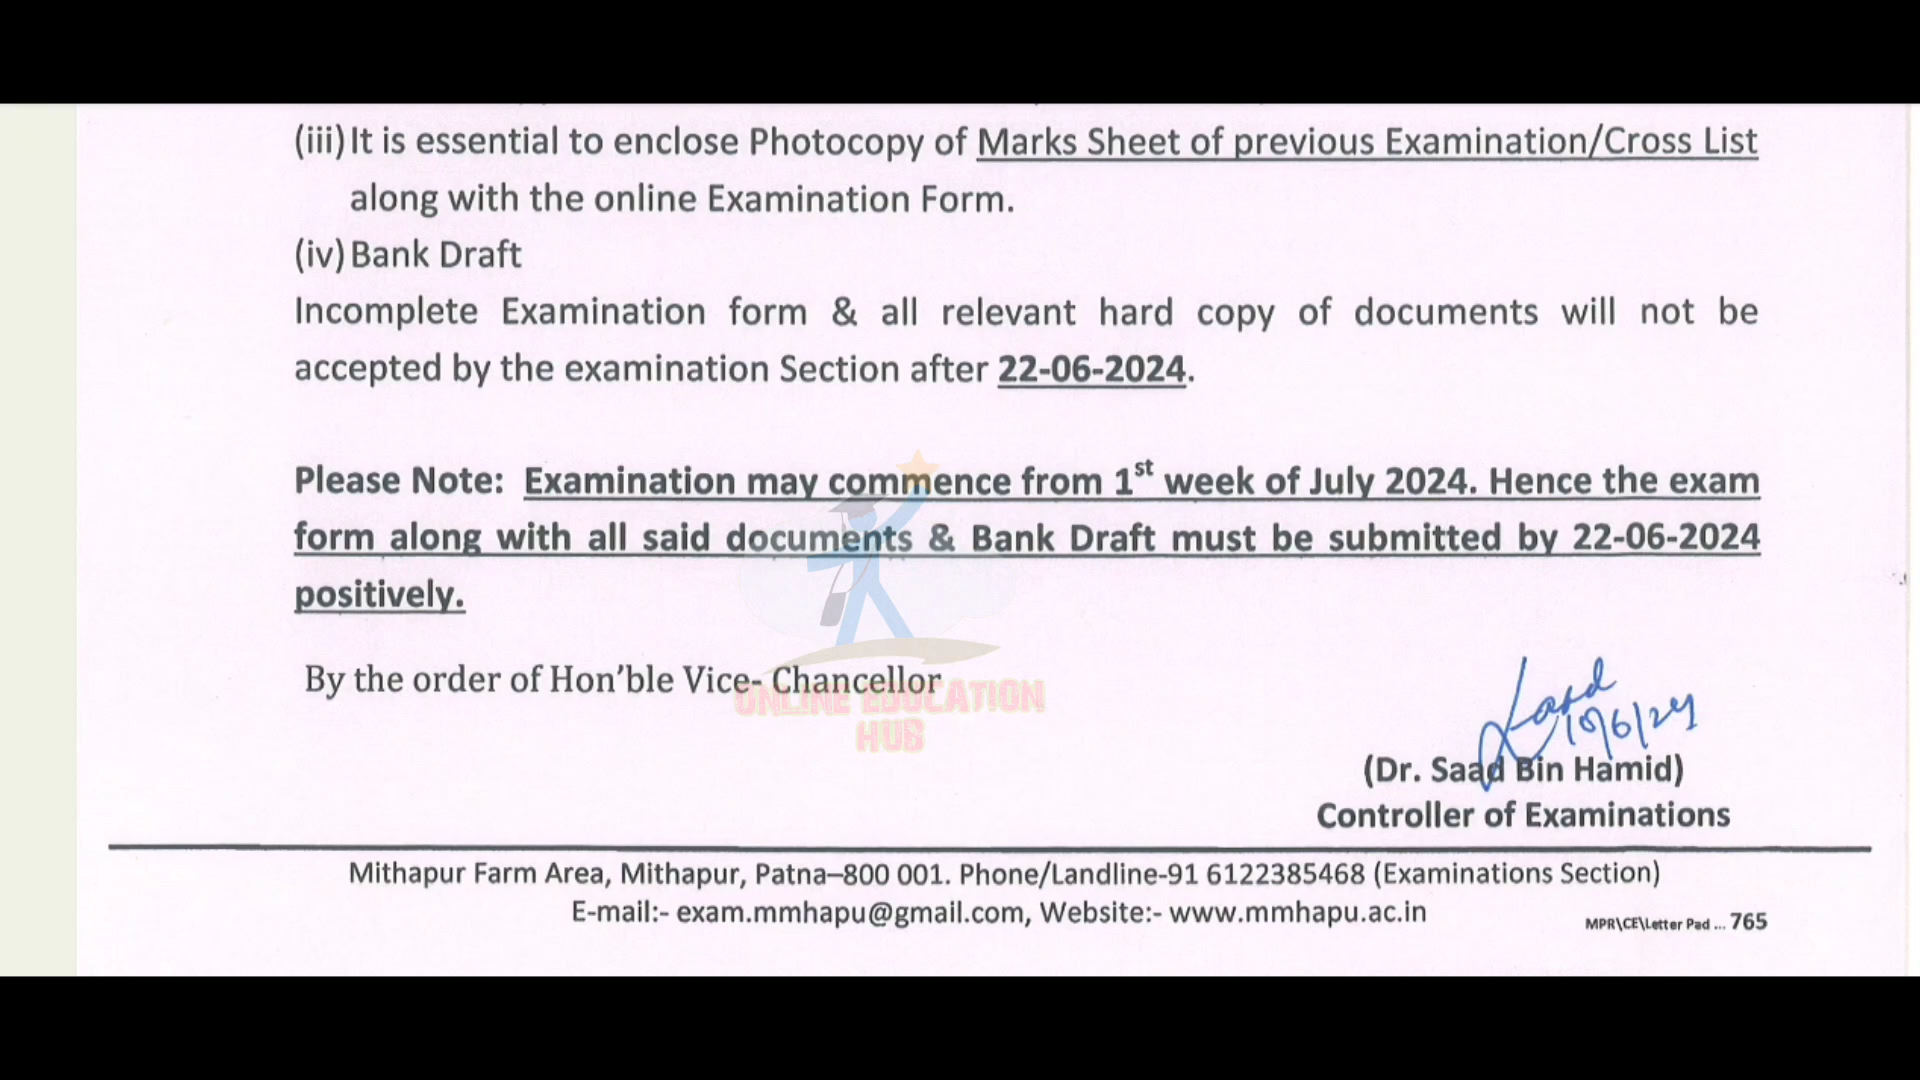 (iii) It is essential to enclose Photocopy of Marks Sheet of previous Examination/Cross List
along with the online Examination Form.
(iv) Bank Draft
Incomplete Examination form & all relevant hard copy of documents will not be
accepted by the examination Section after 22-06-2024.
Please Note: Examination may commence from 1st week of July 2024. Hence the exam
form along with all said documents & Bank Draft must be submitted by 22-06-2024
positively.
By the order of Hon'ble Vice- Chancellor
ONLINE EDUCATION
HUB
(Dr. Saad Bin Hamid)
Controller of Examinations
Mithapur Farm Area, Mithapur, Patna–800 001. Phone/Landline-91 6122385468 (Examinations Section)
E-mail:- exam.mmhapu@gmail.com, Website:- www.mmhapu.ac.in
MPR\CE\Letter Pad ... 765